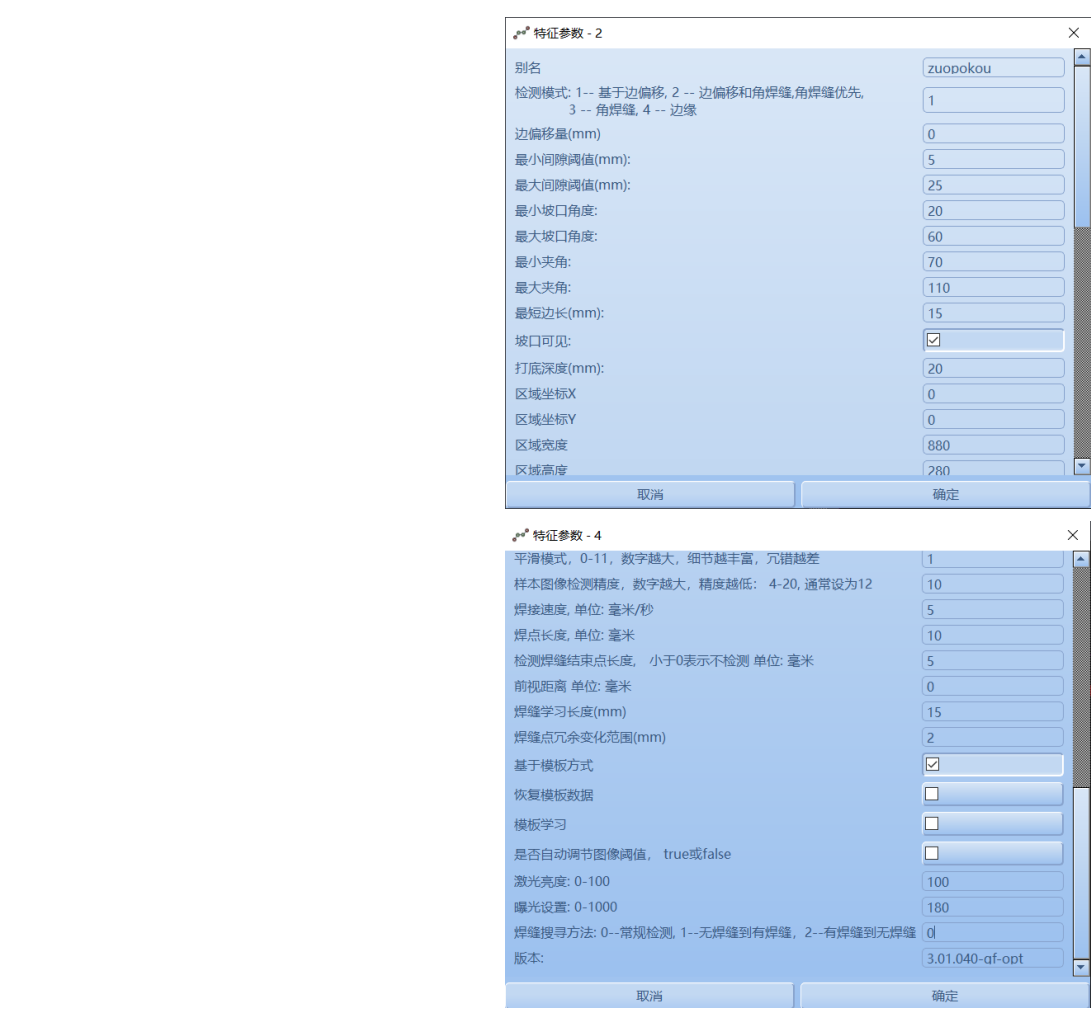 特征参数 - 2
别名 zuopokou
检测模式: 1-- 基于边偏移, 2 -- 边偏移和角焊缝,角焊缝优先,
3 -- 角焊缝, 4 -- 边缘 1
边偏移量(mm) 0
最小间隙阈值(mm): 5
最大间隙阈值(mm): 25
最小坡口角度: 20
最大坡口角度: 60
最小夹角: 70
最大夹角: 110
最短边长(mm): 15
坡口可见:
打底深度(mm): 20
区域坐标X 0
区域坐标Y 0
区域宽度 880
区域高度 280
取消 确定
特征参数 - 4
平滑模式，0-11，数字越大，细节越丰富，冗错越差 1
样本图像检测精度，数字越大，精度越低： 4-20, 通常设为12 10
焊接速度, 单位: 毫米/秒 5
焊点长度, 单位: 毫米 10
检测焊缝结束点长度， 小于0表示不检测 单位: 毫米 5
前视距离 单位: 毫米 0
焊缝学习长度(mm) 15
焊缝点冗余变化范围(mm) 2
基于模板方式
恢复模板数据
模板学习
是否自动调节图像阈值， true或false
激光亮度: 0-100 100
曝光设置: 0-1000 180
焊缝搜寻方法: 0--常规检测, 1--无焊缝到有焊缝，2--有焊缝到无焊缝 0
版本: 3.01.040-gf-opt
取消 确定